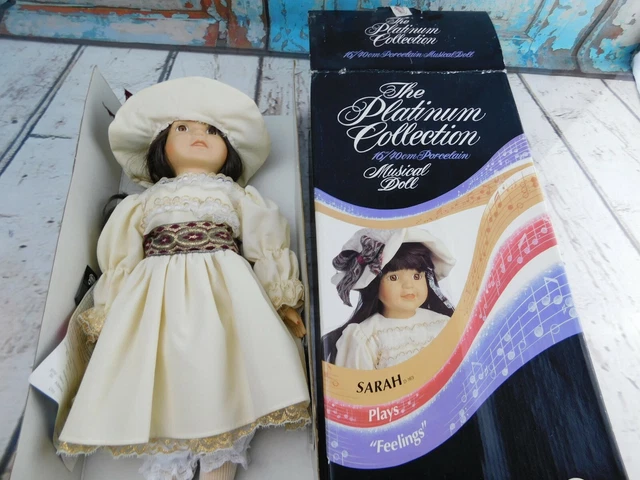 The
Platinum
Collection
16"/40cm Porcelain Musical Doll
The
Platinum
Collection
16"/40cm Porcelain
Musical
Doll
SARAH
Plays
"Feelings"